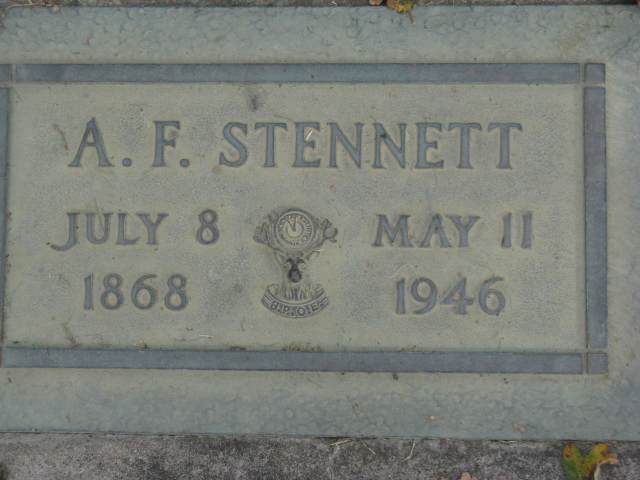 A. F. STENNETT
JULY 8 MAY 11
1868 1946
B.P.O.E.